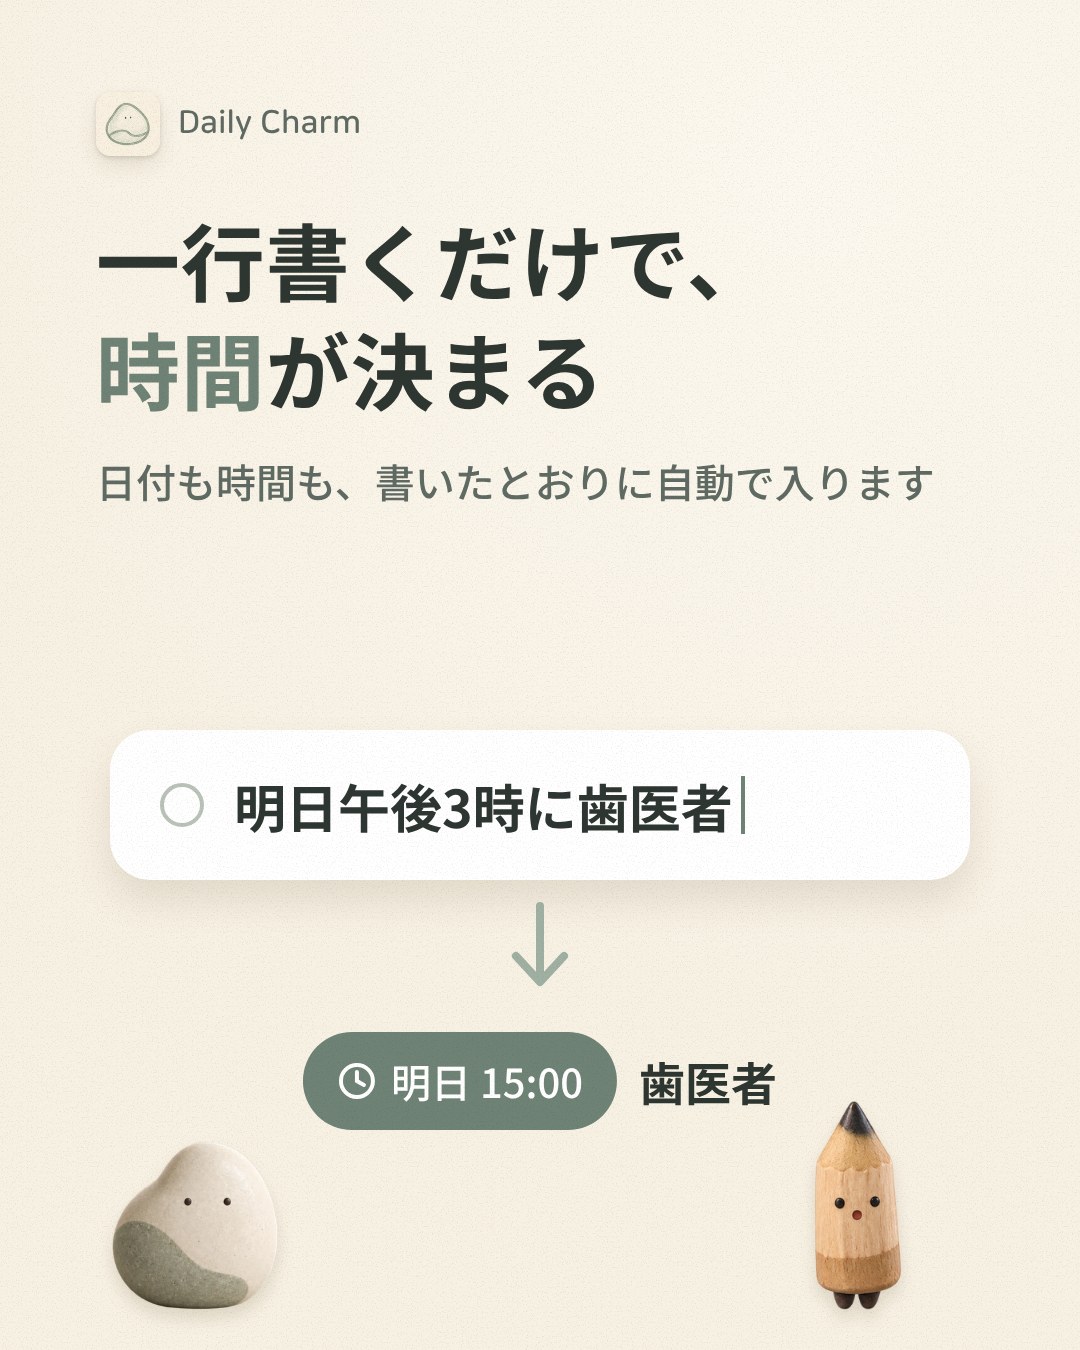 Daily Charm
一行書くだけで、
時間が決まる
日付も時間も、書いたとおりに自動で入ります
明日午後3時に歯医者
明日 15:00 歯医者